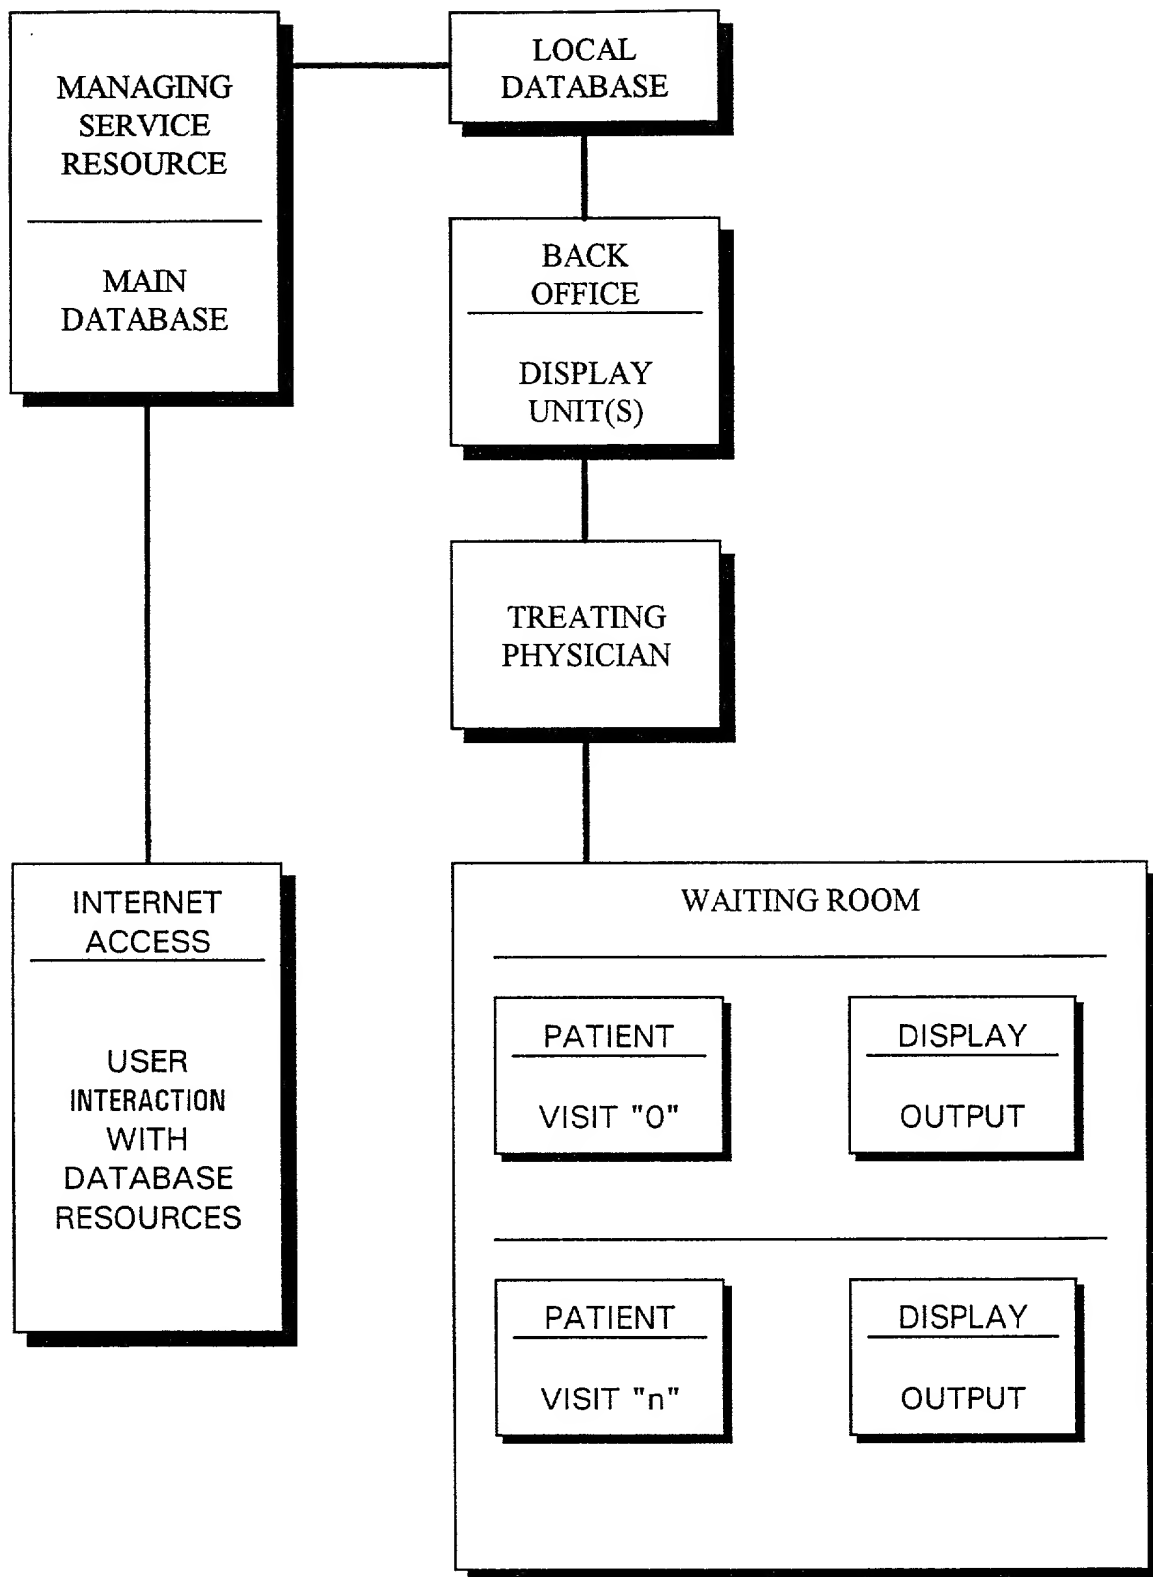 MANAGING
SERVICE
RESOURCE
MAIN
DATABASE
LOCAL
DATABASE
BACK
OFFICE
DISPLAY
UNIT(S)
TREATING
PHYSICIAN
INTERNET
ACCESS
USER
INTERACTION
WITH
DATABASE
RESOURCES
WAITING ROOM
PATIENT
VISIT "0"
DISPLAY
OUTPUT
PATIENT
VISIT "n"
DISPLAY
OUTPUT